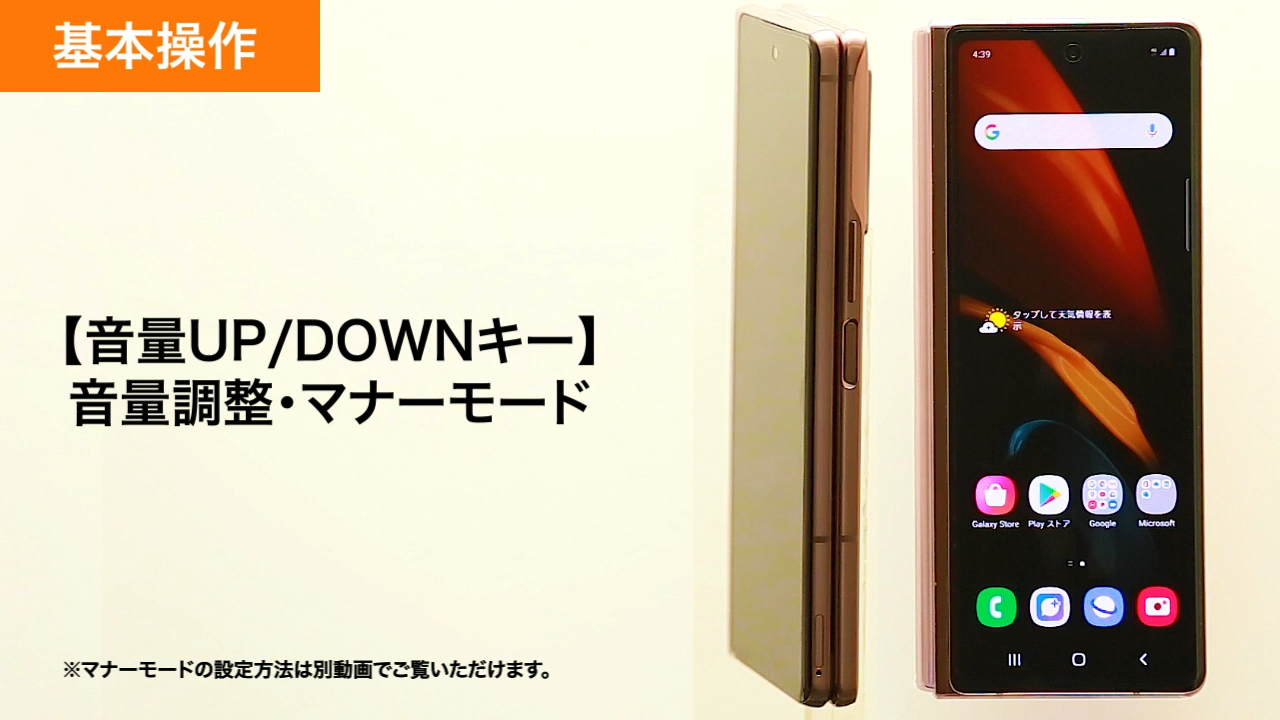 基本操作
【音量UP/DOWNキー】
音量調整・マナーモード
※マナーモードの設定方法は別動画でご覧いただけます。
4:39
タップして天気情報を表
示
Galaxy Store
Play ストア
Google
Microsoft